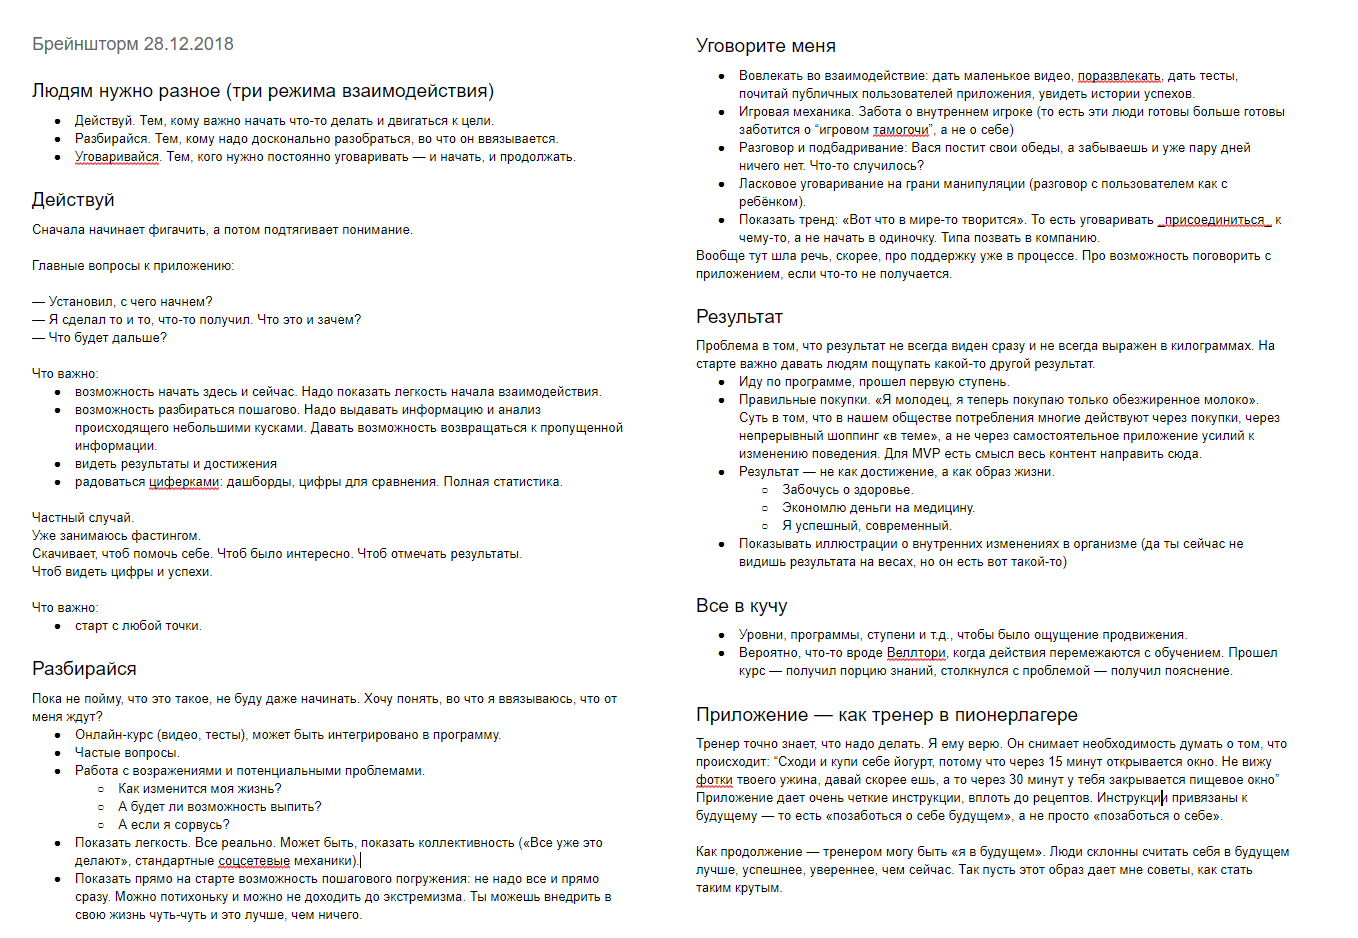 Брейншторм 28.12.2018
Людям нужно разное (три режима взаимодействия)
● Действуй. Тем, кому важно начать что-то делать и двигаться к цели.
● Разбирайся. Тем, кому надо досконально разобраться, во что он ввязывается.
● Уговаривайся. Тем, кого нужно постоянно уговаривать — и начать, и продолжать.
Действуй
Сначала начинает фигачить, а потом подтягивает понимание.
Главные вопросы к приложению:
— Установил, с чего начнем?
— Я сделал то и то, что-то получил. Что это и зачем?
— Что будет дальше?
Что важно:
● возможность начать здесь и сейчас. Надо показать легкость начала взаимодействия.
● возможность разбираться пошагово. Надо выдавать информацию и анализ
происходящего небольшими кусками. Давать возможность возвращаться к пропущенной
информации.
● видеть результаты и достижения
● радоваться циферками: дашборды, цифры для сравнения. Полная статистика.
Частный случай.
Уже занимаюсь фастингом.
Скачивает, чтоб помочь себе. Чтоб было интересно. Чтоб отмечать результаты.
Чтоб видеть цифры и успехи.
Что важно:
● старт с любой точки.
Разбирайся
Пока не пойму, что это такое, не буду даже начинать. Хочу понять, во что я ввязываюсь, что от
меня ждут?
● Онлайн-курс (видео, тесты), может быть интегрировано в программу.
● Частые вопросы.
● Работа с возражениями и потенциальными проблемами.
○ Как изменится моя жизнь?
○ А будет ли возможность выпить?
○ А если я сорвусь?
● Показать легкость. Все реально. Может быть, показать коллективность («Все уже это
делают», стандартные соцсетевые механики).
● Показать прямо на старте возможность пошагового погружения: не надо все и прямо
сразу. Можно потихоньку и можно не доходить до экстремизма. Ты можешь внедрить в
свою жизнь чуть-чуть и это лучше, чем ничего.
Уговорите меня
● Вовлекать во взаимодействие: дать маленькое видео, поразвлекать, дать тесты,
почитай публичных пользователей приложения, увидеть истории успехов.
● Игровая механика. Забота о внутреннем игроке (то есть эти люди готовы больше готовы
заботится о “игровом тамогочи”, а не о себе)
● Разговор и подбадривание: Вася постит свои обеды, а забываешь и уже пару дней
ничего нет. Что-то случилось?
● Ласковое уговаривание на грани манипуляции (разговор с пользователем как с
ребёнком).
● Показать тренд: «Вот что в мире-то творится». То есть уговаривать _присоединиться_ к
чему-то, а не начать в одиночку. Типа позвать в компанию.
Вообще тут шла речь, скорее, про поддержку уже в процессе. Про возможность поговорить с
приложением, если что-то не получается.
Результат
Проблема в том, что результат не всегда виден сразу и не всегда выражен в килограммах. На
старте важно давать людям пощупать какой-то другой результат.
● Иду по программе, прошел первую ступень.
● Правильные покупки. «Я молодец, я теперь покупаю только обезжиренное молоко».
Суть в том, что в нашем обществе потребления многие действуют через покупки, через
непрерывный шоппинг «в теме», а не через самостоятельное приложение усилий к
изменению поведения. Для MVP есть смысл весь контент направить сюда.
● Результат — не как достижение, а как образ жизни.
○ Забочусь о здоровье.
○ Экономлю деньги на медицину.
○ Я успешный, современный.
● Показывать иллюстрации о внутренних изменениях в организме (да ты сейчас не
видишь результата на весах, но он есть вот такой-то)
Все в кучу
● Уровни, программы, ступени и т.д., чтобы было ощущение продвижения.
● Вероятно, что-то вроде Веллтори, когда действия перемежаются с обучением. Прошел
курс — получил порцию знаний, столкнулся с проблемой — получил пояснение.
Приложение — как тренер в пионерлагере
Тренер точно знает, что надо делать. Я ему верю. Он снимает необходимость думать о том, что
происходит: “Сходи и купи себе йогурт, потому что через 15 минут открывается окно. Не вижу
фотки твоего ужина, давай скорее ешь, а то через 30 минут у тебя закрывается пищевое окно”
Приложение дает очень четкие инструкции, вплоть до рецептов. Инструкции привязаны к
будущему — то есть «позаботься о себе будущем», а не просто «позаботься о себе».
Как продолжение — тренером могу быть «я в будущем». Люди склонны считать себя в будущем
лучше, успешнее, увереннее, чем сейчас. Так пусть этот образ дает мне советы, как стать
таким крутым.